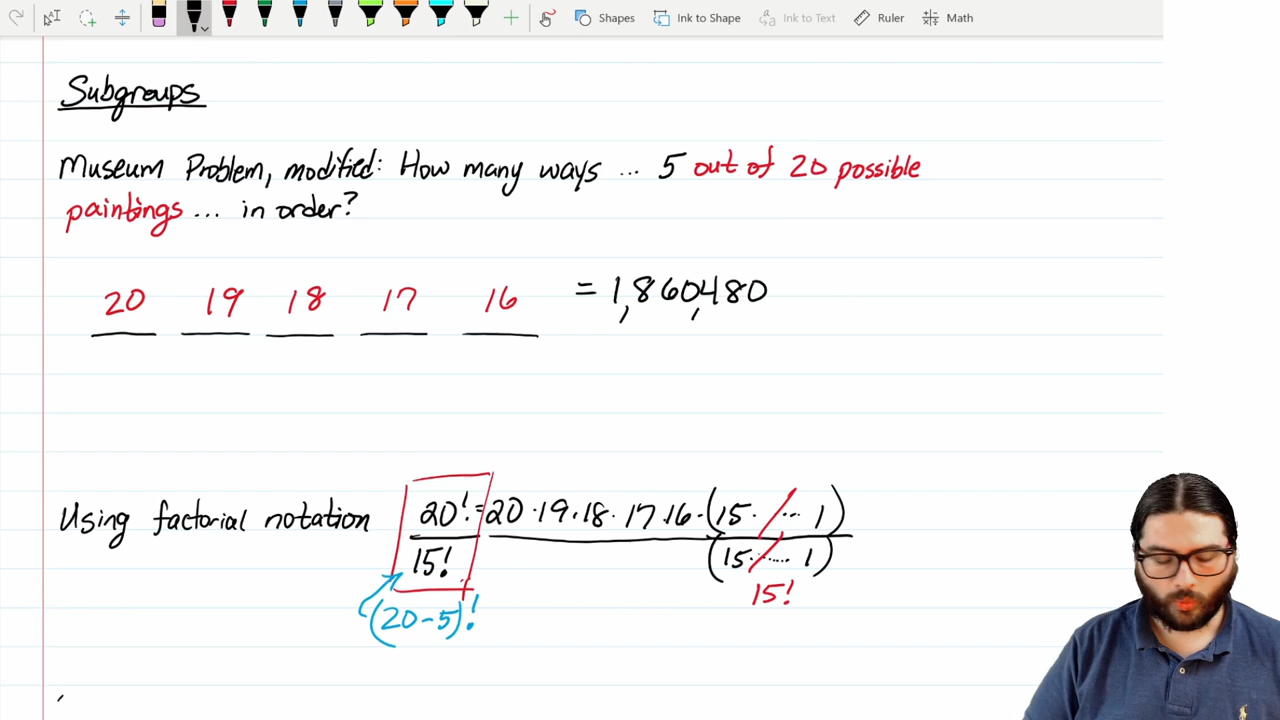 Shapes Ink to Shape Ink to Text Ruler Math
Subgroups
Museum Problem, modified: How many ways ... 5 out of 20 possible
paintings ... in order?
20 19 18 17 16 = 1,860,480
Using factorial notation 20! = 20 · 19 · 18 · 17 · 16 · (15 · ... 1)
15! (15 · ..... 1)
15!
(20-5)!